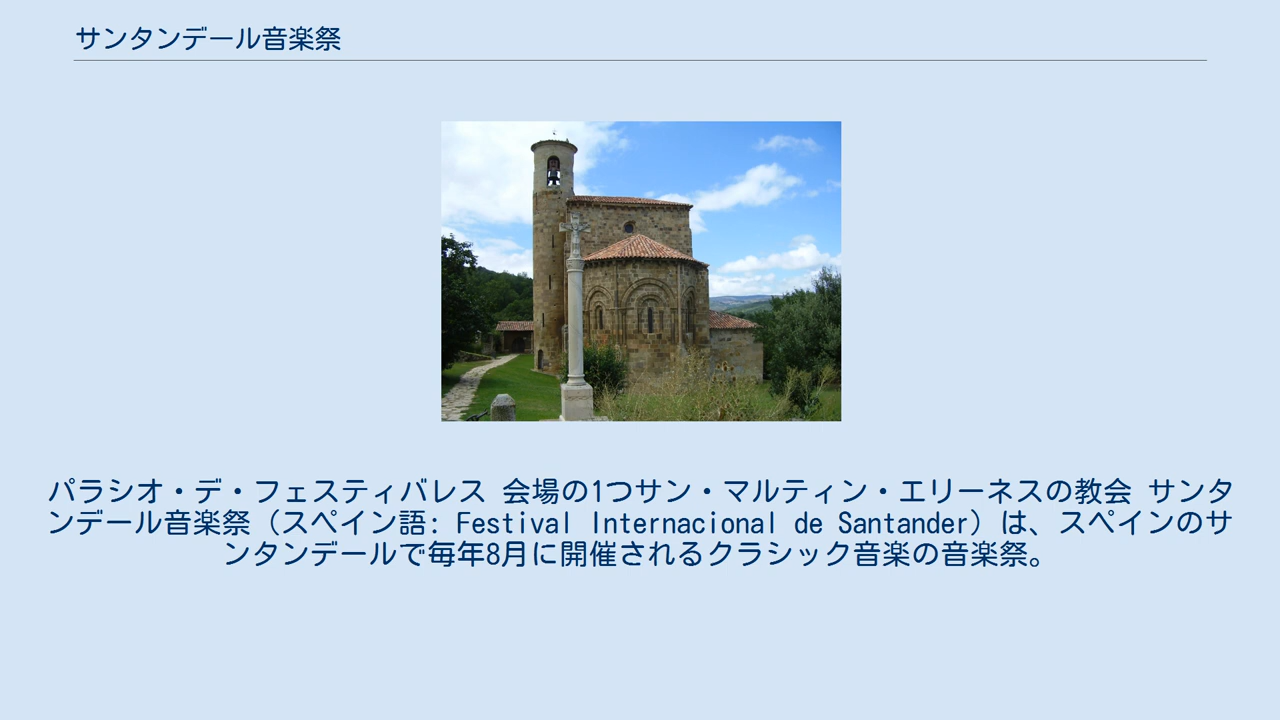 サンタンデール音楽祭
パラシオ・デ・フェスティバレス 会場の1つサン・マルティン・エリーネスの教会 サンタ
ンデール音楽祭（スペイン語: Festival Internacional de Santander）は、スペインのサ
ンタンデールで毎年8月に開催されるクラシック音楽の音楽祭。